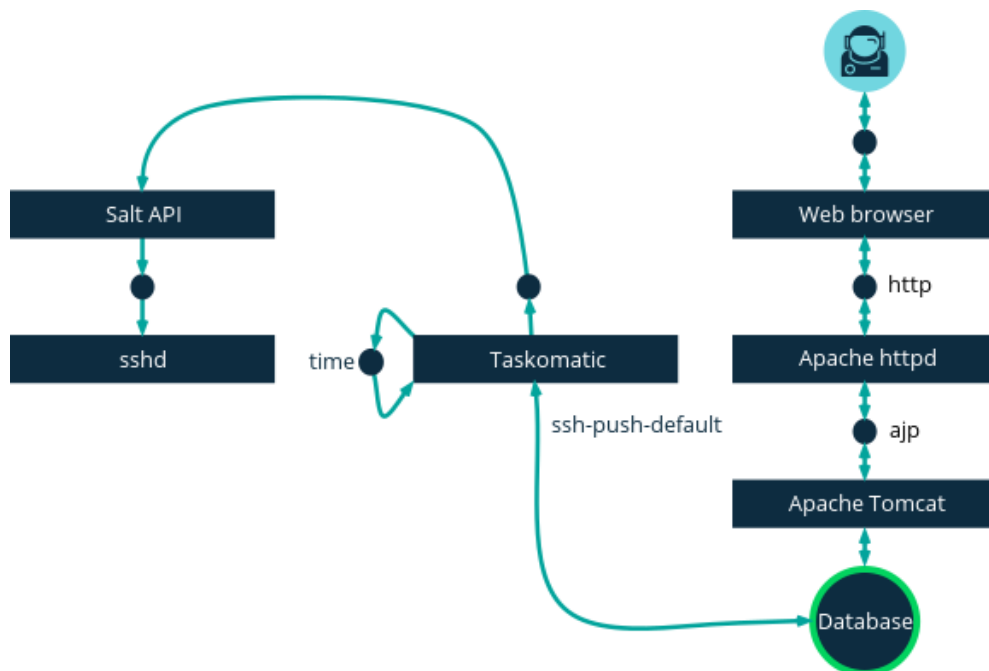 Salt API
Web browser
http
sshd
time
Taskomatic
Apache httpd
ssh-push-default
ajp
Apache Tomcat
Database